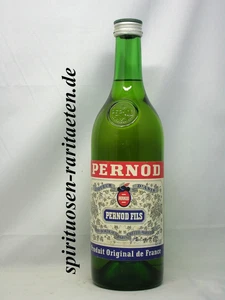 spirituosen-raritaeten.de
PERNOD
PERNOD FILS
Produit Original de France